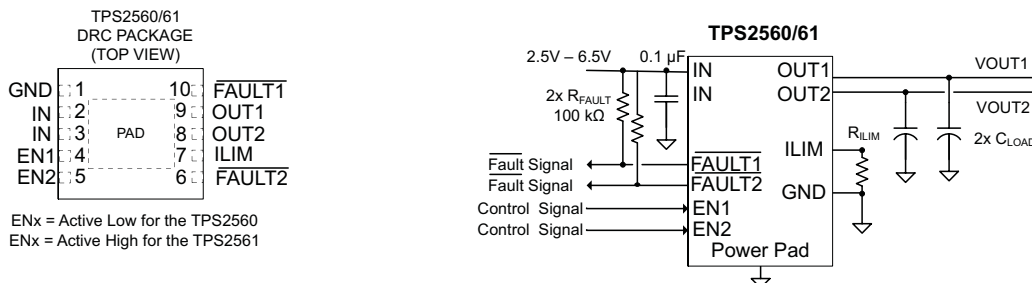 TPS2560/61
DRC PACKAGE
(TOP VIEW)
GND 1
IN 2
IN 3
EN1 4
EN2 5
PAD
10 FAULT1
9 OUT1
8 OUT2
7 ILIM
6 FAULT2
ENx = Active Low for the TPS2560
ENx = Active High for the TPS2561
TPS2560/61
2.5V – 6.5V
0.1 µF
2x RFAULT
100 kΩ
IN
IN
OUT1
OUT2
VOUT1
VOUT2
RILIM
2x CLOAD
ILIM
GND
Fault Signal
Fault Signal
Control Signal
Control Signal
FAULT1
FAULT2
EN1
EN2
Power Pad